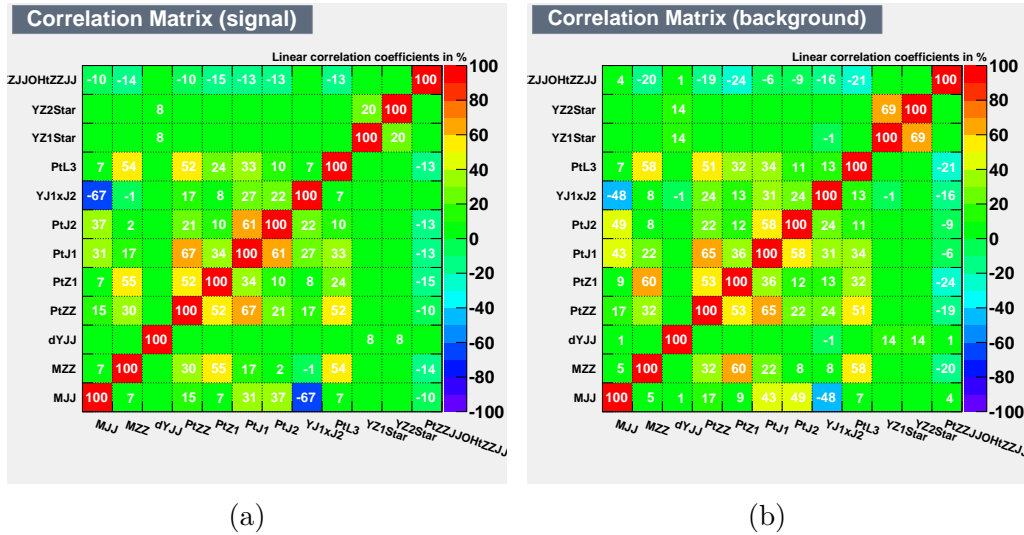 Correlation Matrix (signal)
Linear correlation coefficients in %
ZJJOHtZZJJ -10 -14 -10 -15 -13 -13 -13 100
YZ2Star 8 20 100
YZ1Star 8 100 20
PtL3 7 54 52 24 33 10 7 100 -13
YJ1xJ2 -67 -1 17 8 27 22 100 7
PtJ2 37 2 21 10 61 100 22 10 -13
PtJ1 31 17 67 34 100 61 27 33 -13
PtZ1 7 55 52 100 34 10 8 24 -15
PtZZ 15 30 100 52 67 21 17 52 -10
dYJJ 100 8 8
MZZ 7 100 30 55 17 2 -1 54 -14
MJJ 100 7 15 7 31 37 -67 7 -10
MJJ MZZ dYJJ PtZZ PtZ1 PtJ1 PtJ2 YJ1xJ2 PtL3 YZ1Star YZ2Star PtZZJJOHtZZJJ
100
80
60
40
20
0
-20
-40
-60
-80
-100
(a)
Correlation Matrix (background)
Linear correlation coefficients in %
ZJJOHtZZJJ 4 -20 1 -19 -24 -6 -9 -16 -21 100
YZ2Star 14 69 100
YZ1Star 14 -1 100 69
PtL3 7 58 51 32 34 11 13 100 -21
YJ1xJ2 -48 8 -1 24 13 31 24 100 13 -1 -16
PtJ2 49 8 22 12 58 100 24 11 -9
PtJ1 43 22 65 36 100 58 31 34 -6
PtZ1 9 60 53 100 36 12 13 32 -24
PtZZ 17 32 100 53 65 22 24 51 -19
dYJJ 1 100 -1 14 14 1
MZZ 5 100 32 60 22 8 8 58 -20
MJJ 100 5 1 17 9 43 49 -48 7 4
MJJ MZZ dYJJ PtZZ PtZ1 PtJ1 PtJ2 YJ1xJ2 PtL3 YZ1Star YZ2Star PtZZJJOHtZZJJ
100
80
60
40
20
0
-20
-40
-60
-80
-100
(b)